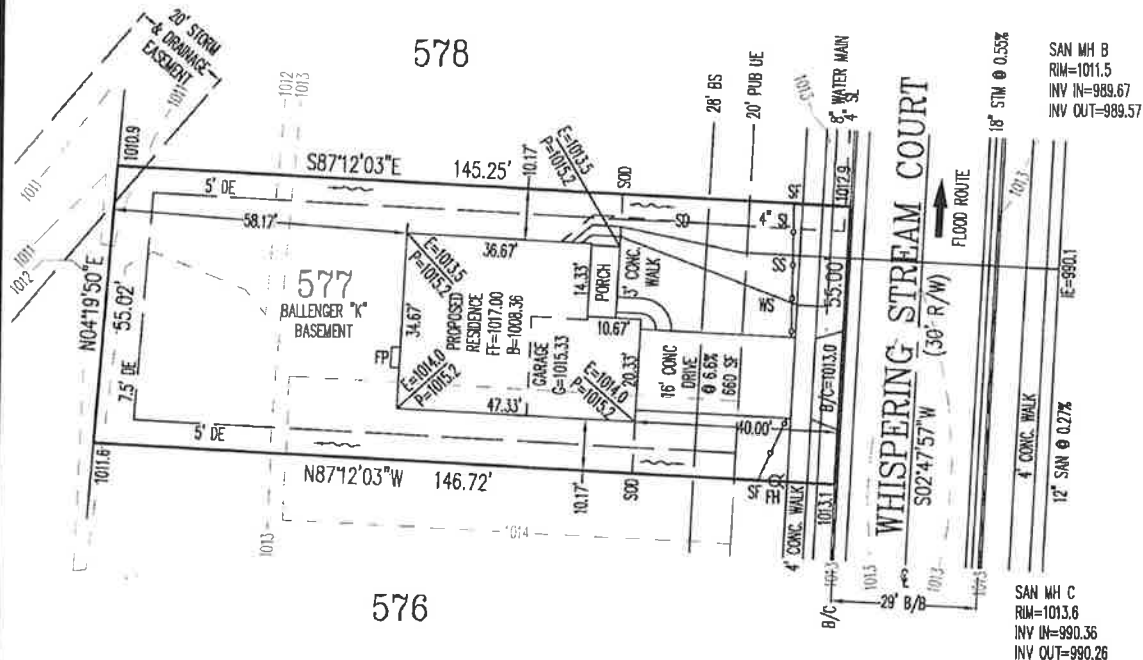 578
20' STORM
& DRAINAGE
EASEMENT
1011
1012
1013
28' BS
20' PUB UE
1013
8" WATER MAIN
4" SL
18" STM @ 0.55%
SAN MH B
RIM=1011.5
INV IN=989.67
INV OUT=989.57
1010.9
S87°12'03"E 145.25'
10.17'
E=1013.5
P=1015.2
SOD
1012.9
1013
1011
5' DE
58.17'
36.67'
SD
4" SL
SS
FLOOD ROUTE
1011
1012
N04°19'50"E
55.02'
7.5' DE
577
BALLENGER "K"
BASEMENT
E=1013.5
P=1015.2
34.67'
PROPOSED
RESIDENCE
FF=1017.00
B=1008.36
14.33'
PORCH
3' CONC.
WALK
WS
55.00'
IE=990.1
10.67'
FP
E=1014.0
P=1015.2
GARAGE
G=1015.33
E=1014.0
P=1015.2
20.33'
16' CONC
DRIVE
@ 6.6%
660 SF
B/C=1013.0
47.33'
40.00'
WHISPERING STREAM COURT
S02°47'57"W (30' R/W)
4' CONC. WALK
12" SAN @ 0.27%
5' DE
1011.6
N87°12'03"W 146.72'
10.17'
SOD
SF
FH
1013.1
4' CONC. WALK
1013
1014
B/C
1013
1013
1013
1013
29' B/B
576
SAN MH C
RIM=1013.6
INV IN=990.36
INV OUT=990.26